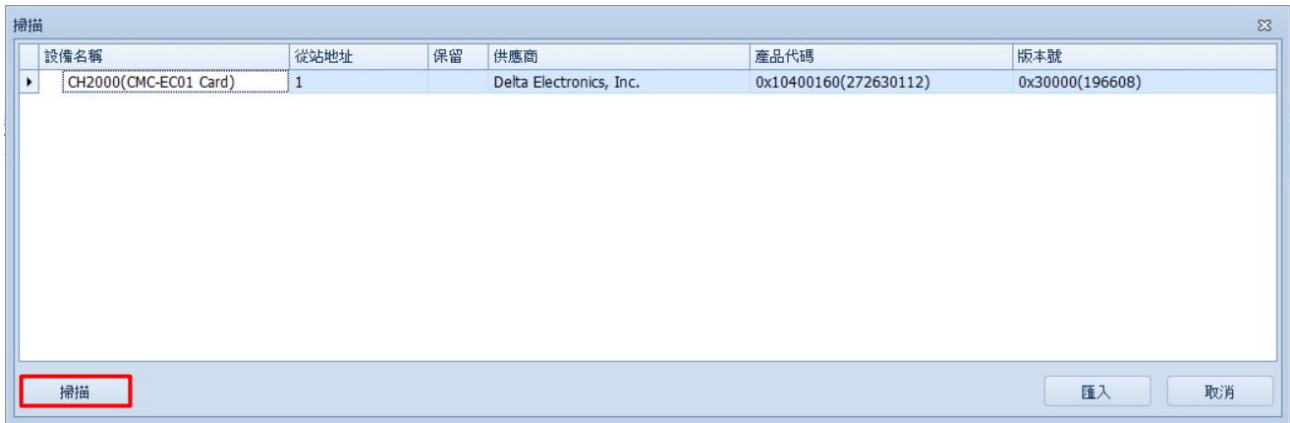 掃描
設備名稱 從站地址 保留 供應商 產品代碼 版本號
CH2000(CMC-EC01 Card) 1 Delta Electronics, Inc. 0x10400160(272630112) 0x30000(196608)
掃描 匯入 取消